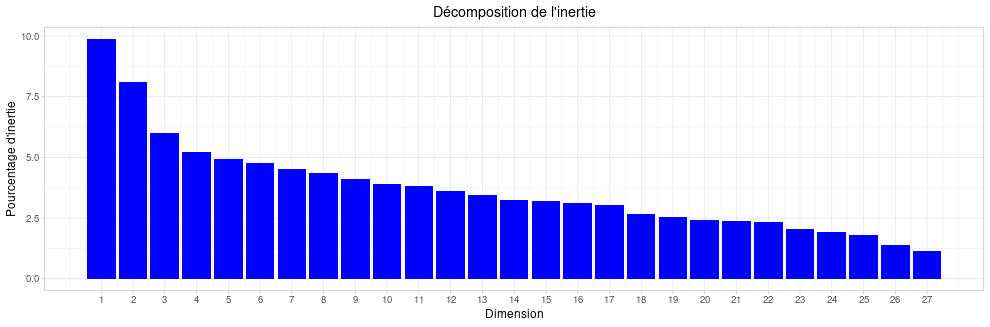 Décomposition de l'inertie
Pourcentage d'inertie
10.0
7.5
5.0
2.5
0.0
1 2 3 4 5 6 7 8 9 10 11 12 13 14 15 16 17 18 19 20 21 22 23 24 25 26 27
Dimension